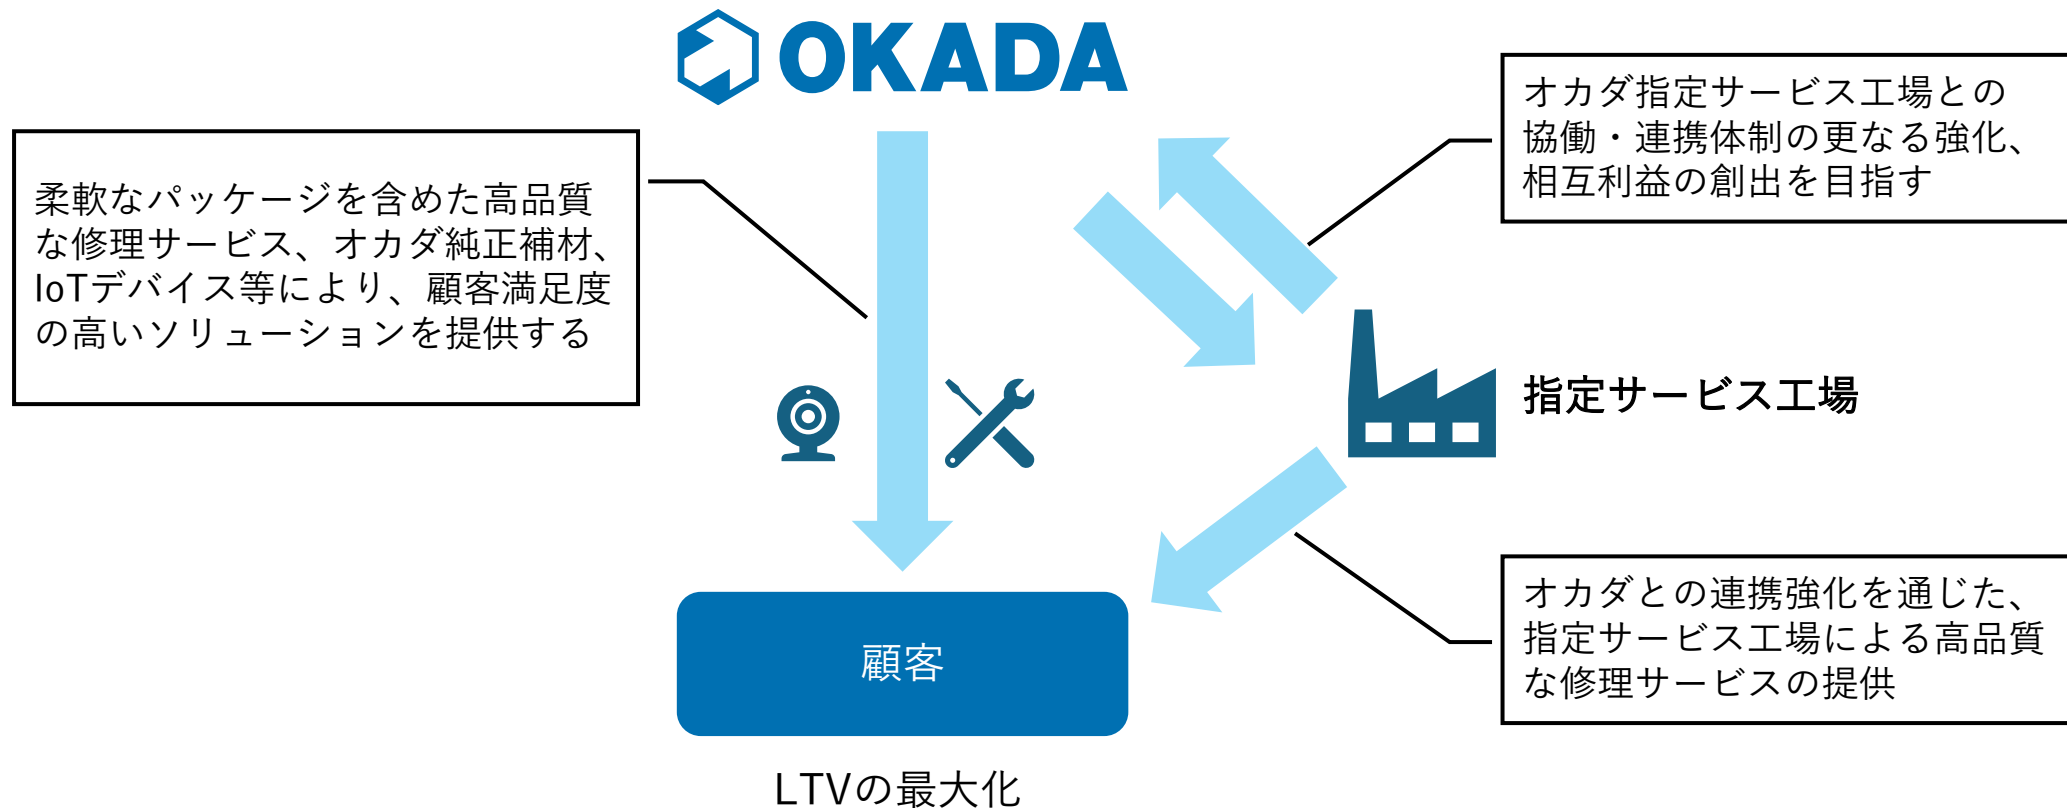 OKADA
柔軟なパッケージを含めた高品質
な修理サービス、オカダ純正補材、
IoTデバイス等により、顧客満足度
の高いソリューションを提供する
オカダ指定サービス工場との
協働・連携体制の更なる強化、
相互利益の創出を目指す
指定サービス工場
オカダとの連携強化を通じた、
指定サービス工場による高品質
な修理サービスの提供
顧客
LTVの最大化